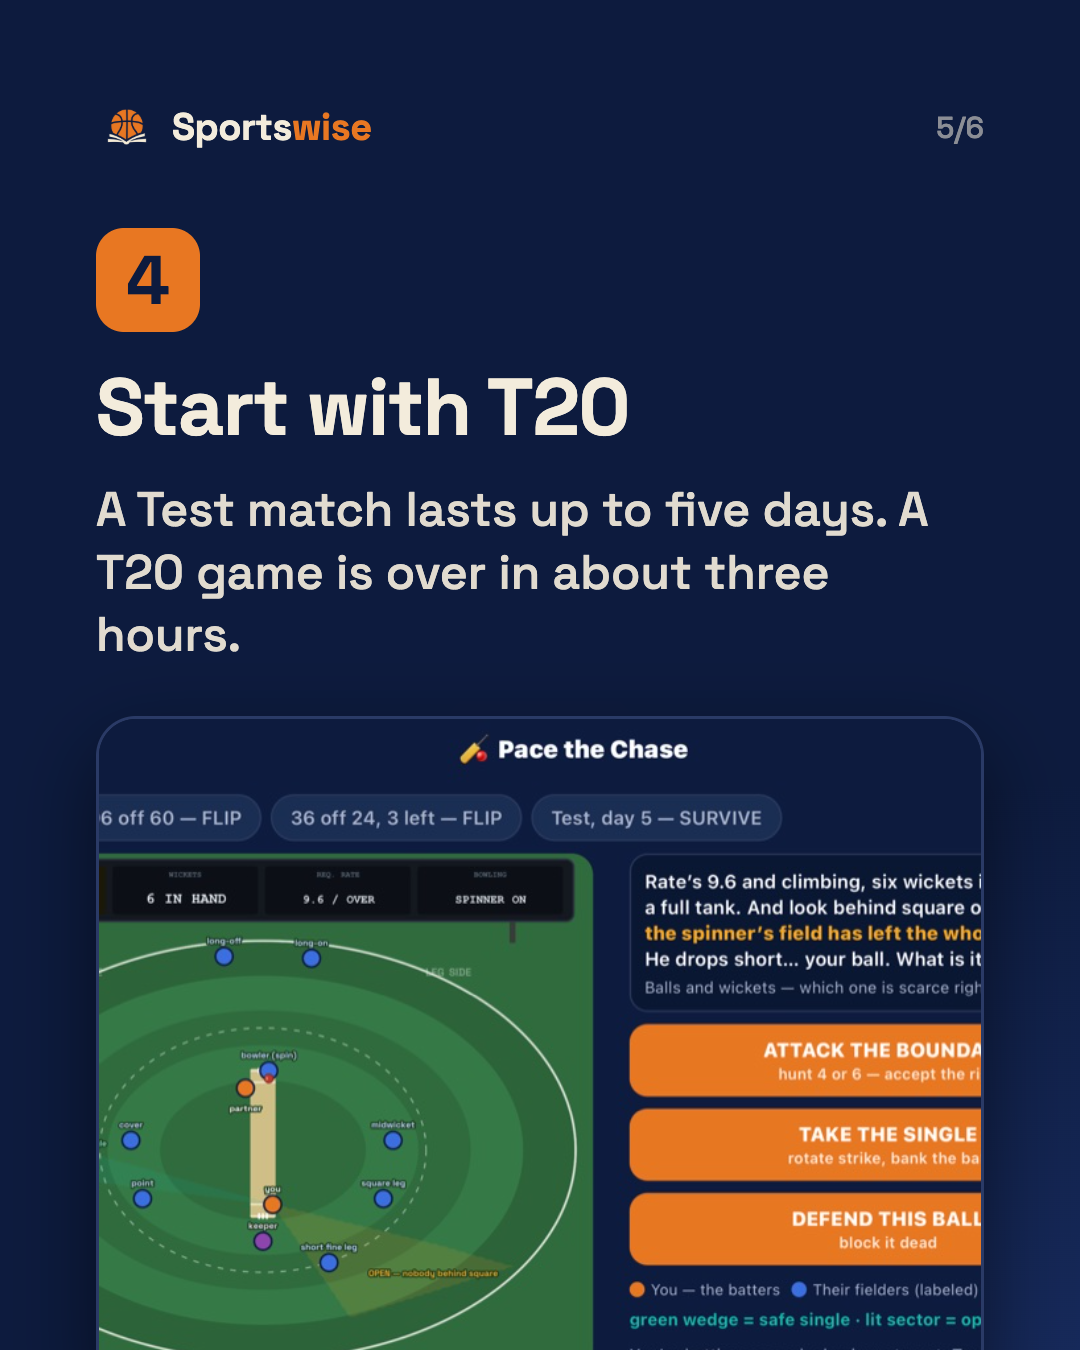 Sportswise
5/6
4
Start with T20
A Test match lasts up to five days. A
T20 game is over in about three
hours.
Pace the Chase
6 off 60 — FLIP
36 off 24, 3 left — FLIP
Test, day 5 — SURVIVE
WICKETS
6 IN HAND
REQ. RATE
9.6 / OVER
BOWLING
SPINNER ON
long-off
long-on
LEG SIDE
bowler (spin)
partner
cover
midwicket
point
square leg
you
keeper
short fine leg
OPEN — nobody behind square
Rate's 9.6 and climbing, six wickets i
a full tank. And look behind square o
the spinner's field has left the who
He drops short... your ball. What is it
Balls and wickets — which one is scarce righ
ATTACK THE BOUNDA
hunt 4 or 6 — accept the ri
TAKE THE SINGLE
rotate strike, bank the ba
DEFEND THIS BALL
block it dead
You — the batters
Their fielders (labeled)
green wedge = safe single · lit sector = op